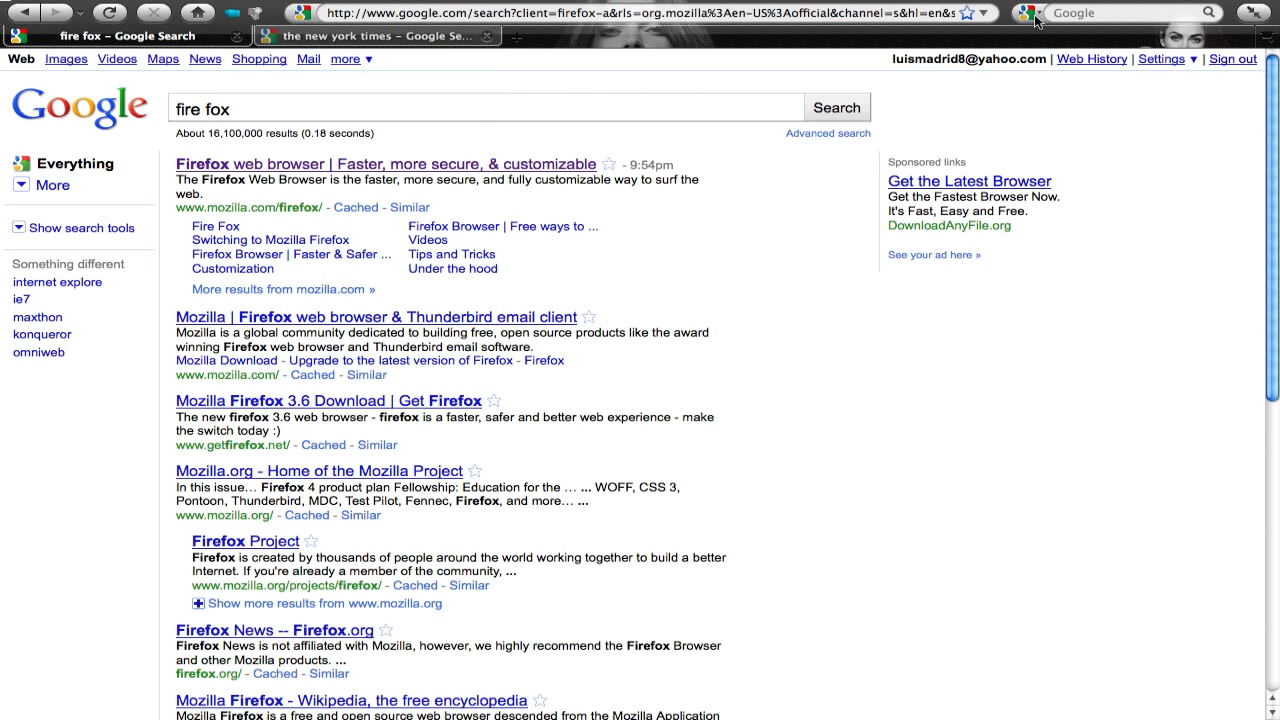 http://www.google.com/search?client=firefox-a&rls=org.mozilla%3Aen-US%3Aofficial&channel=s&hl=en&s
Google
fire fox - Google Search
the new york times - Google Se...
Web Images Videos Maps News Shopping Mail more ▼
luismadrid8@yahoo.com | Web History | Settings ▼ | Sign out
Google
fire fox
Search
About 16,100,000 results (0.18 seconds)
Advanced search
Everything
More
Show search tools
Something different
internet explore
ie7
maxthon
konqueror
omniweb
Firefox web browser | Faster, more secure, & customizable - 9:54pm
The Firefox Web Browser is the faster, more secure, and fully customizable way to surf the
web.
www.mozilla.com/firefox/ - Cached - Similar
Fire Fox
Firefox Browser | Free ways to ...
Switching to Mozilla Firefox
Videos
Firefox Browser | Faster & Safer ...
Tips and Tricks
Customization
Under the hood
More results from mozilla.com »
Mozilla | Firefox web browser & Thunderbird email client
Mozilla is a global community dedicated to building free, open source products like the award
winning Firefox web browser and Thunderbird email software.
Mozilla Download - Upgrade to the latest version of Firefox - Firefox
www.mozilla.com/ - Cached - Similar
Mozilla Firefox 3.6 Download | Get Firefox
The new firefox 3.6 web browser - firefox is a faster, safer and better web experience - make
the switch today :)
www.getfirefox.net/ - Cached - Similar
Mozilla.org - Home of the Mozilla Project
In this issue... Firefox 4 product plan Fellowship: Education for the ... ... WOFF, CSS 3,
Pontoon, Thunderbird, MDC, Test Pilot, Fennec, Firefox, and more... ...
www.mozilla.org/ - Cached - Similar
Firefox Project
Firefox is created by thousands of people around the world working together to build a better
Internet. If you're already a member of the community, ...
www.mozilla.org/projects/firefox/ - Cached - Similar
Show more results from www.mozilla.org
Firefox News -- Firefox.org
Firefox News is not affiliated with Mozilla, however, we highly recommend the Firefox Browser
and other Mozilla products. ...
firefox.org/ - Cached - Similar
Mozilla Firefox - Wikipedia, the free encyclopedia
Mozilla Firefox is a free and open source web browser descended from the Mozilla Application
Sponsored links
Get the Latest Browser
Get the Fastest Browser Now.
It's Fast, Easy and Free.
DownloadAnyFile.org
See your ad here »